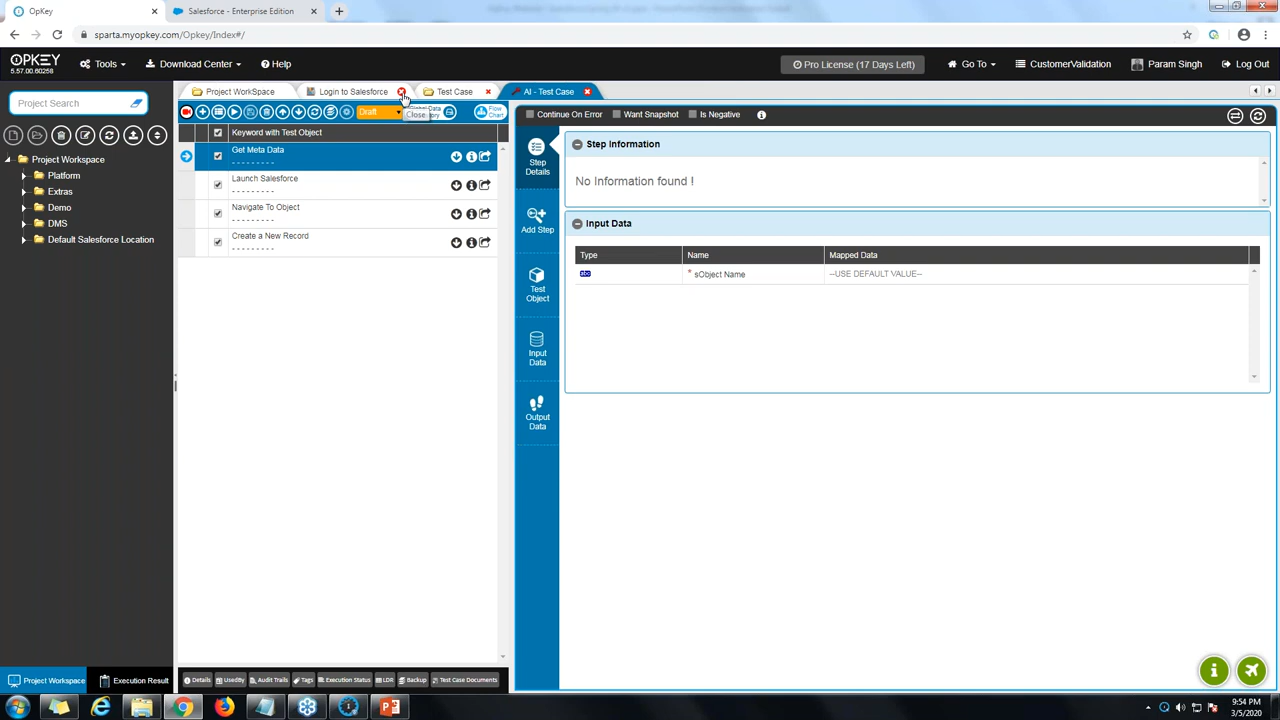 OpKey
Salesforce - Enterprise Edition
sparta.myopkey.com/Opkey/Index#/
OPKEY
5.57.00.60258
Tools
Download Center
Help
Pro License (17 Days Left)
Go To
CustomerValidation
Param Singh
Log Out
Project Search
Project WorkSpace
Login to Salesforce
Test Case
AI - Test Case
Draft
Close
Flow
Chart
Continue On Error
Want Snapshot
Is Negative
Project Workspace
Platform
Extras
Demo
DMS
Default Salesforce Location
Keyword with Test Object
Get Meta Data
- - - - - - - - -
Launch Salesforce
- - - - - - - - -
Navigate To Object
- - - - - - - - -
Create a New Record
- - - - - - - - -
Step
Details
Add Step
Test
Object
Input
Data
Output
Data
Step Information
No Information found !
Input Data
Type Name Mapped Data
abc * sObject Name --USE DEFAULT VALUE--
Project Workspace
Execution Result
Details
UsedBy
Audit Trails
Tags
Execution Status
LDR
Backup
Test Case Documents
9:54 PM
3/5/2020